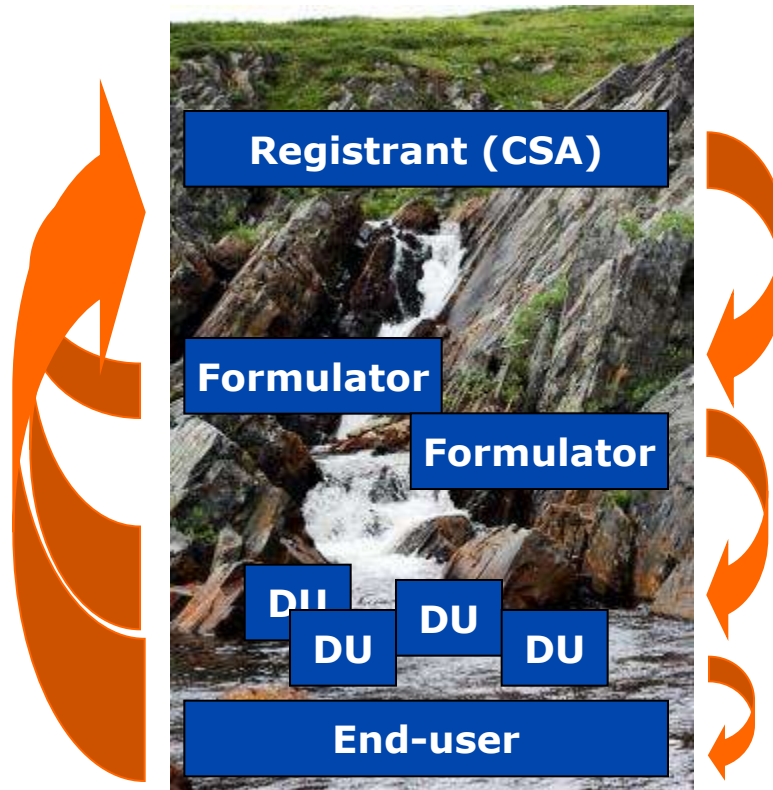 Registrant (CSA)
Formulator
Formulator
DU
DU
DU
DU
End-user